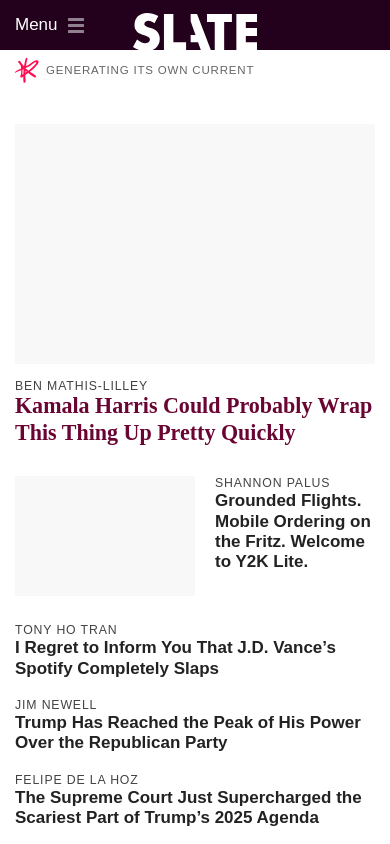 Menu
SLATE
GENERATING ITS OWN CURRENT
BEN MATHIS-LILLEY
Kamala Harris Could Probably Wrap
This Thing Up Pretty Quickly
SHANNON PALUS
Grounded Flights.
Mobile Ordering on
the Fritz. Welcome
to Y2K Lite.
TONY HO TRAN
I Regret to Inform You That J.D. Vance’s
Spotify Completely Slaps
JIM NEWELL
Trump Has Reached the Peak of His Power
Over the Republican Party
FELIPE DE LA HOZ
The Supreme Court Just Supercharged the
Scariest Part of Trump’s 2025 Agenda